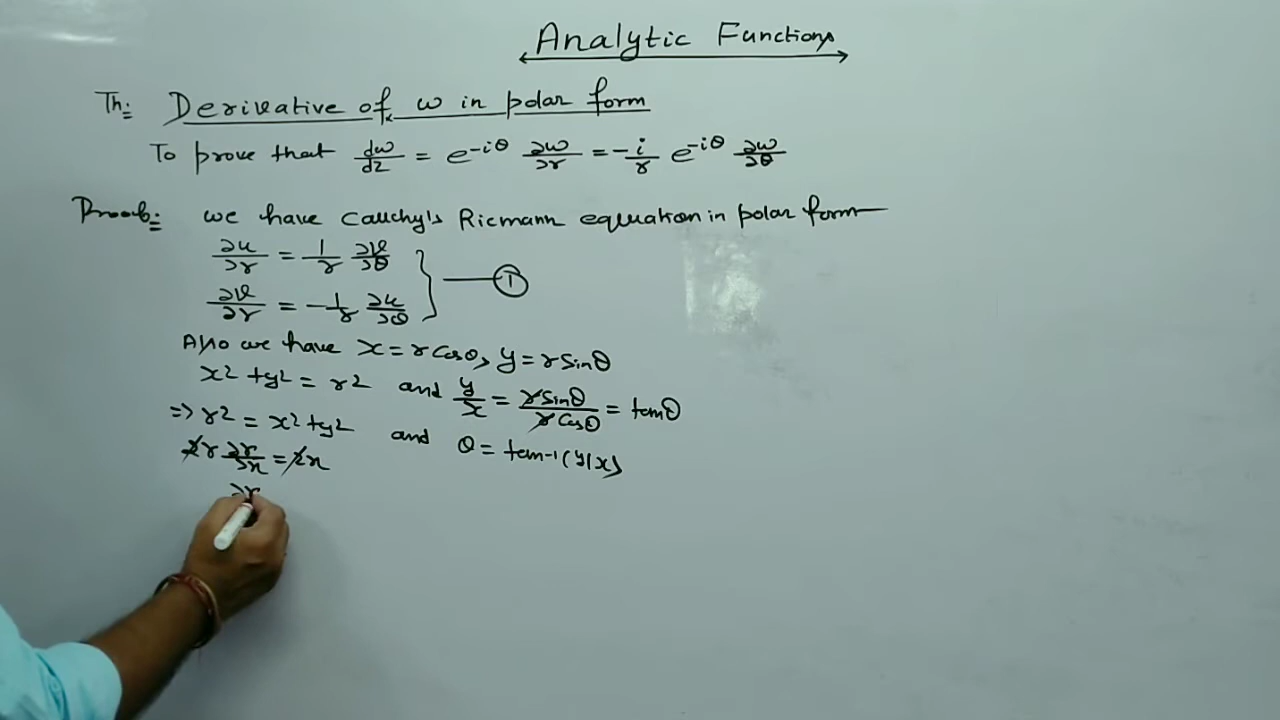 Analytic Functions
Th: Derivative of w in polar form
To prove that dw/dz = e^-iθ ∂w/∂r = -i/r e^-iθ ∂w/∂θ
Proof: we have Cauchy's Riemann equation in polar form
∂u/∂r = 1/r ∂v/∂θ
∂v/∂r = -1/r ∂u/∂θ } — ①
Also we have x = r cosθ, y = r sinθ
x² + y² = r² and y/x = r sinθ / r cosθ = tanθ
⇒ r² = x² + y² and θ = tan⁻¹(y/x)
2r ∂r/∂x = 2x
∂r